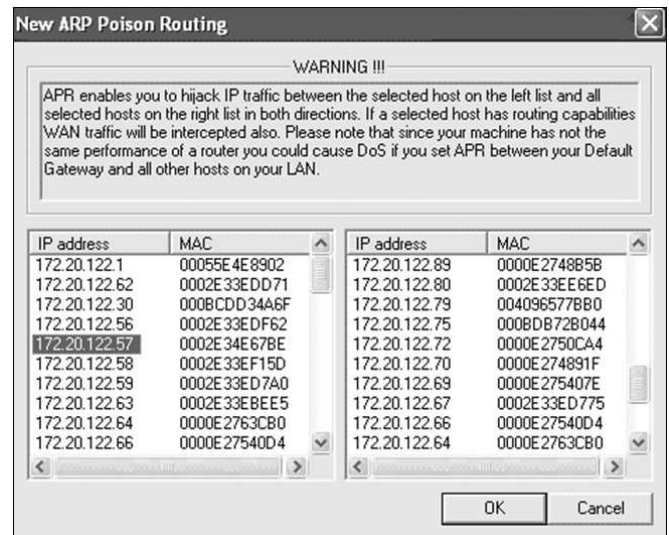 New ARP Poison Routing
WARNING !!!
APR enables you to hijack IP traffic between the selected host on the left list and all
selected hosts on the right list in both directions. If a selected host has routing capabilities
WAN traffic will be intercepted also. Please note that since your machine has not the
same performance of a router you could cause DoS if you set APR between your Default
Gateway and all other hosts on your LAN.
IP address MAC
172.20.122.1 00055E4E8902
172.20.122.62 0002E33EDD71
172.20.122.30 000BCDD34A6F
172.20.122.56 0002E33EDF62
172.20.122.57 0002E34E67BE
172.20.122.58 0002E33EF15D
172.20.122.59 0002E33ED7A0
172.20.122.63 0002E33EBEE5
172.20.122.64 0000E2763CB0
172.20.122.66 0000E27540D4
IP address MAC
172.20.122.89 0000E2748B5B
172.20.122.80 0002E33EE6ED
172.20.122.79 004096577BB0
172.20.122.75 000BDB72B044
172.20.122.72 0000E2750CA4
172.20.122.70 0000E274891F
172.20.122.69 0000E275407E
172.20.122.67 0002E33ED775
172.20.122.66 0000E27540D4
172.20.122.64 0000E2763CB0
OK Cancel